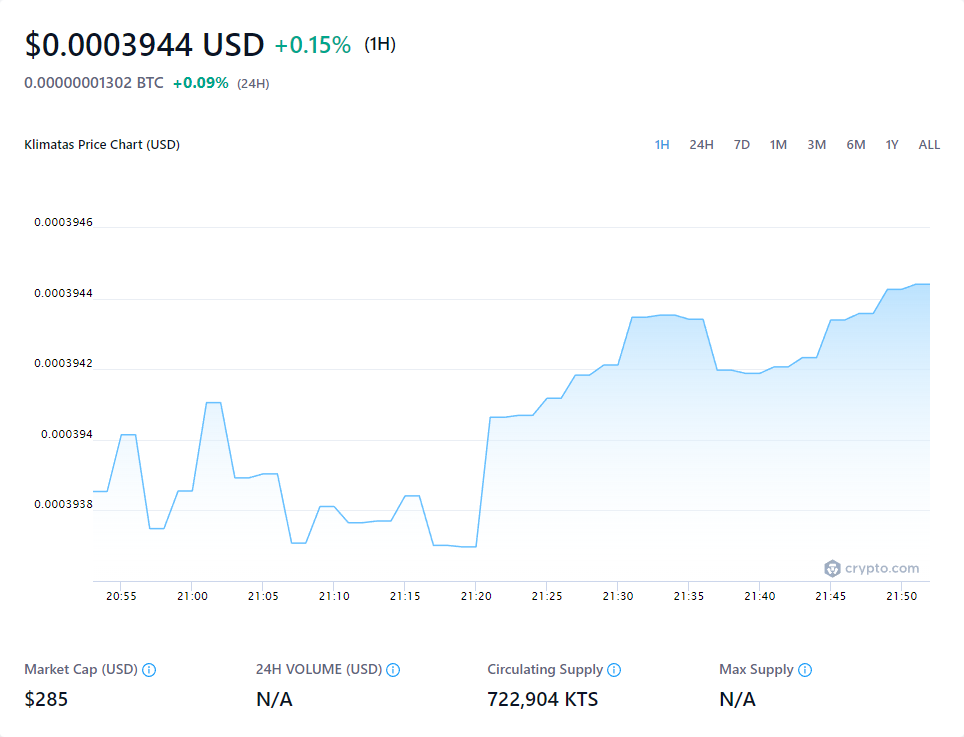 $0.0003944 USD +0.15% (1H)
0.00000001302 BTC +0.09% (24H)
Klimatas Price Chart (USD) 1H 24H 7D 1M 3M 6M 1Y ALL
0.0003946
0.0003944
0.0003942
0.000394
0.0003938
crypto.com
20:55 21:00 21:05 21:10 21:15 21:20 21:25 21:30 21:35 21:40 21:45 21:50
Market Cap (USD) 24H VOLUME (USD) Circulating Supply Max Supply
$285 N/A 722,904 KTS N/A